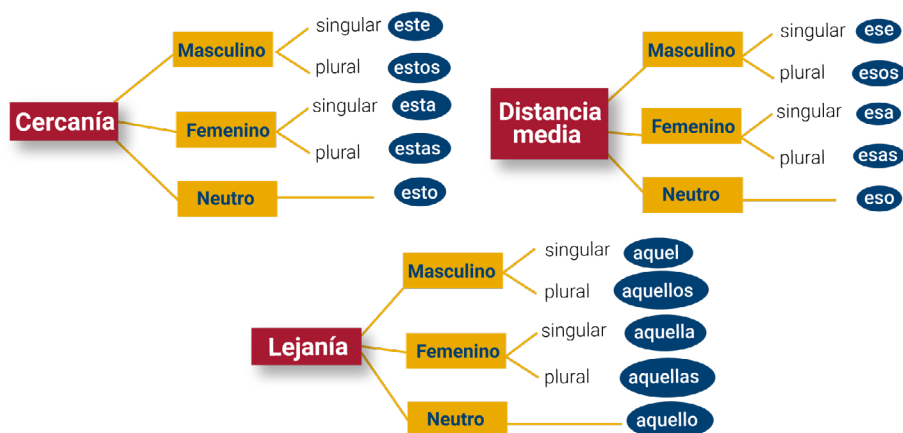 Cercanía
Masculino
singular este
plural estos
Femenino
singular esta
plural estas
Neutro
esto
Distancia
media
Masculino
singular ese
plural esos
Femenino
singular esa
plural esas
Neutro
eso
Lejanía
Masculino
singular aquel
plural aquellos
Femenino
singular aquella
plural aquellas
Neutro
aquello